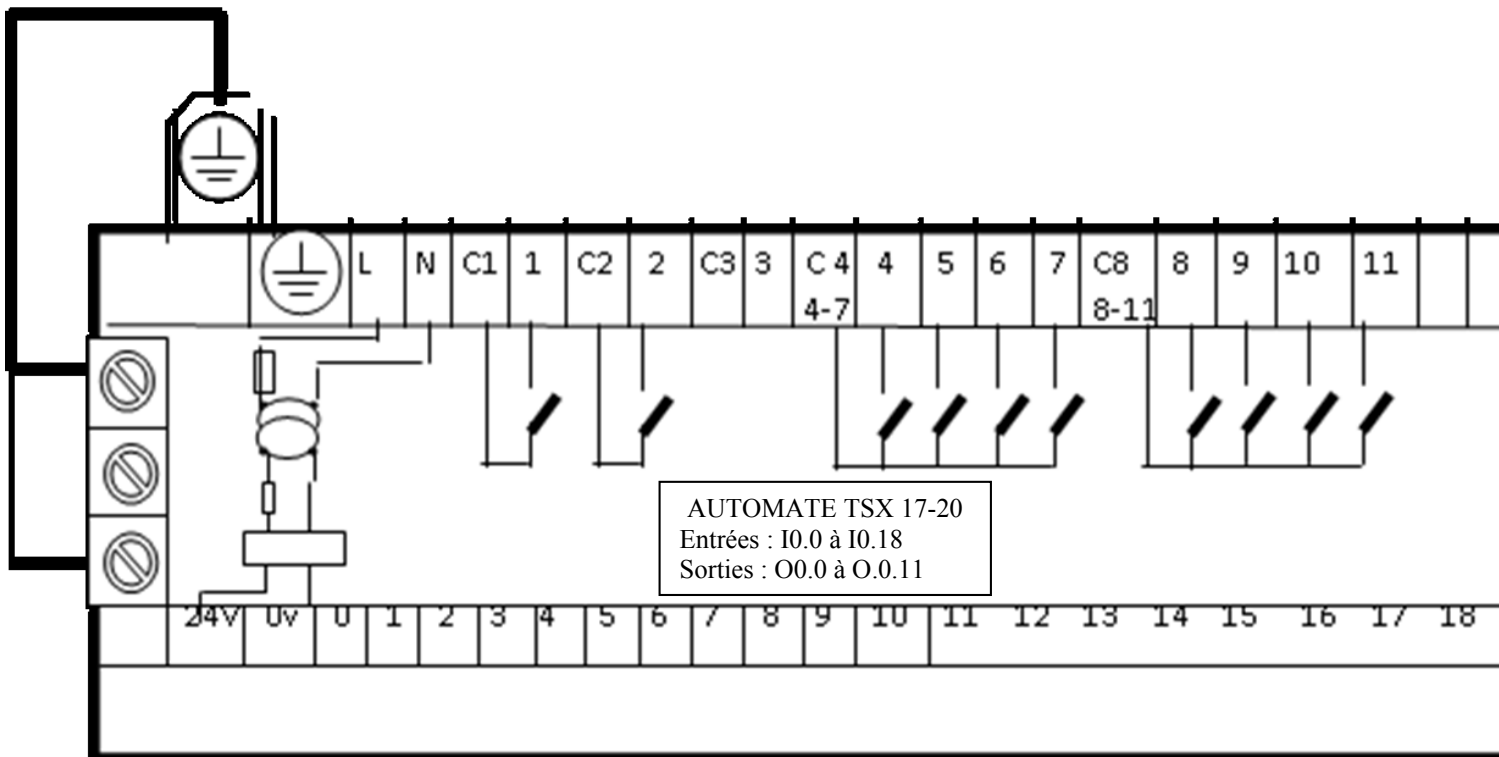 L N C1 1 C2 2 C3 3 C 4 4 5 6 7 C8 8 9 10 11
4-7 8-11
AUTOMATE TSX 17-20
Entrées : I0.0 à I0.18
Sorties : O0.0 à O.0.11
24V 0v 0 1 2 3 4 5 6 7 8 9 10 11 12 13 14 15 16 17 18